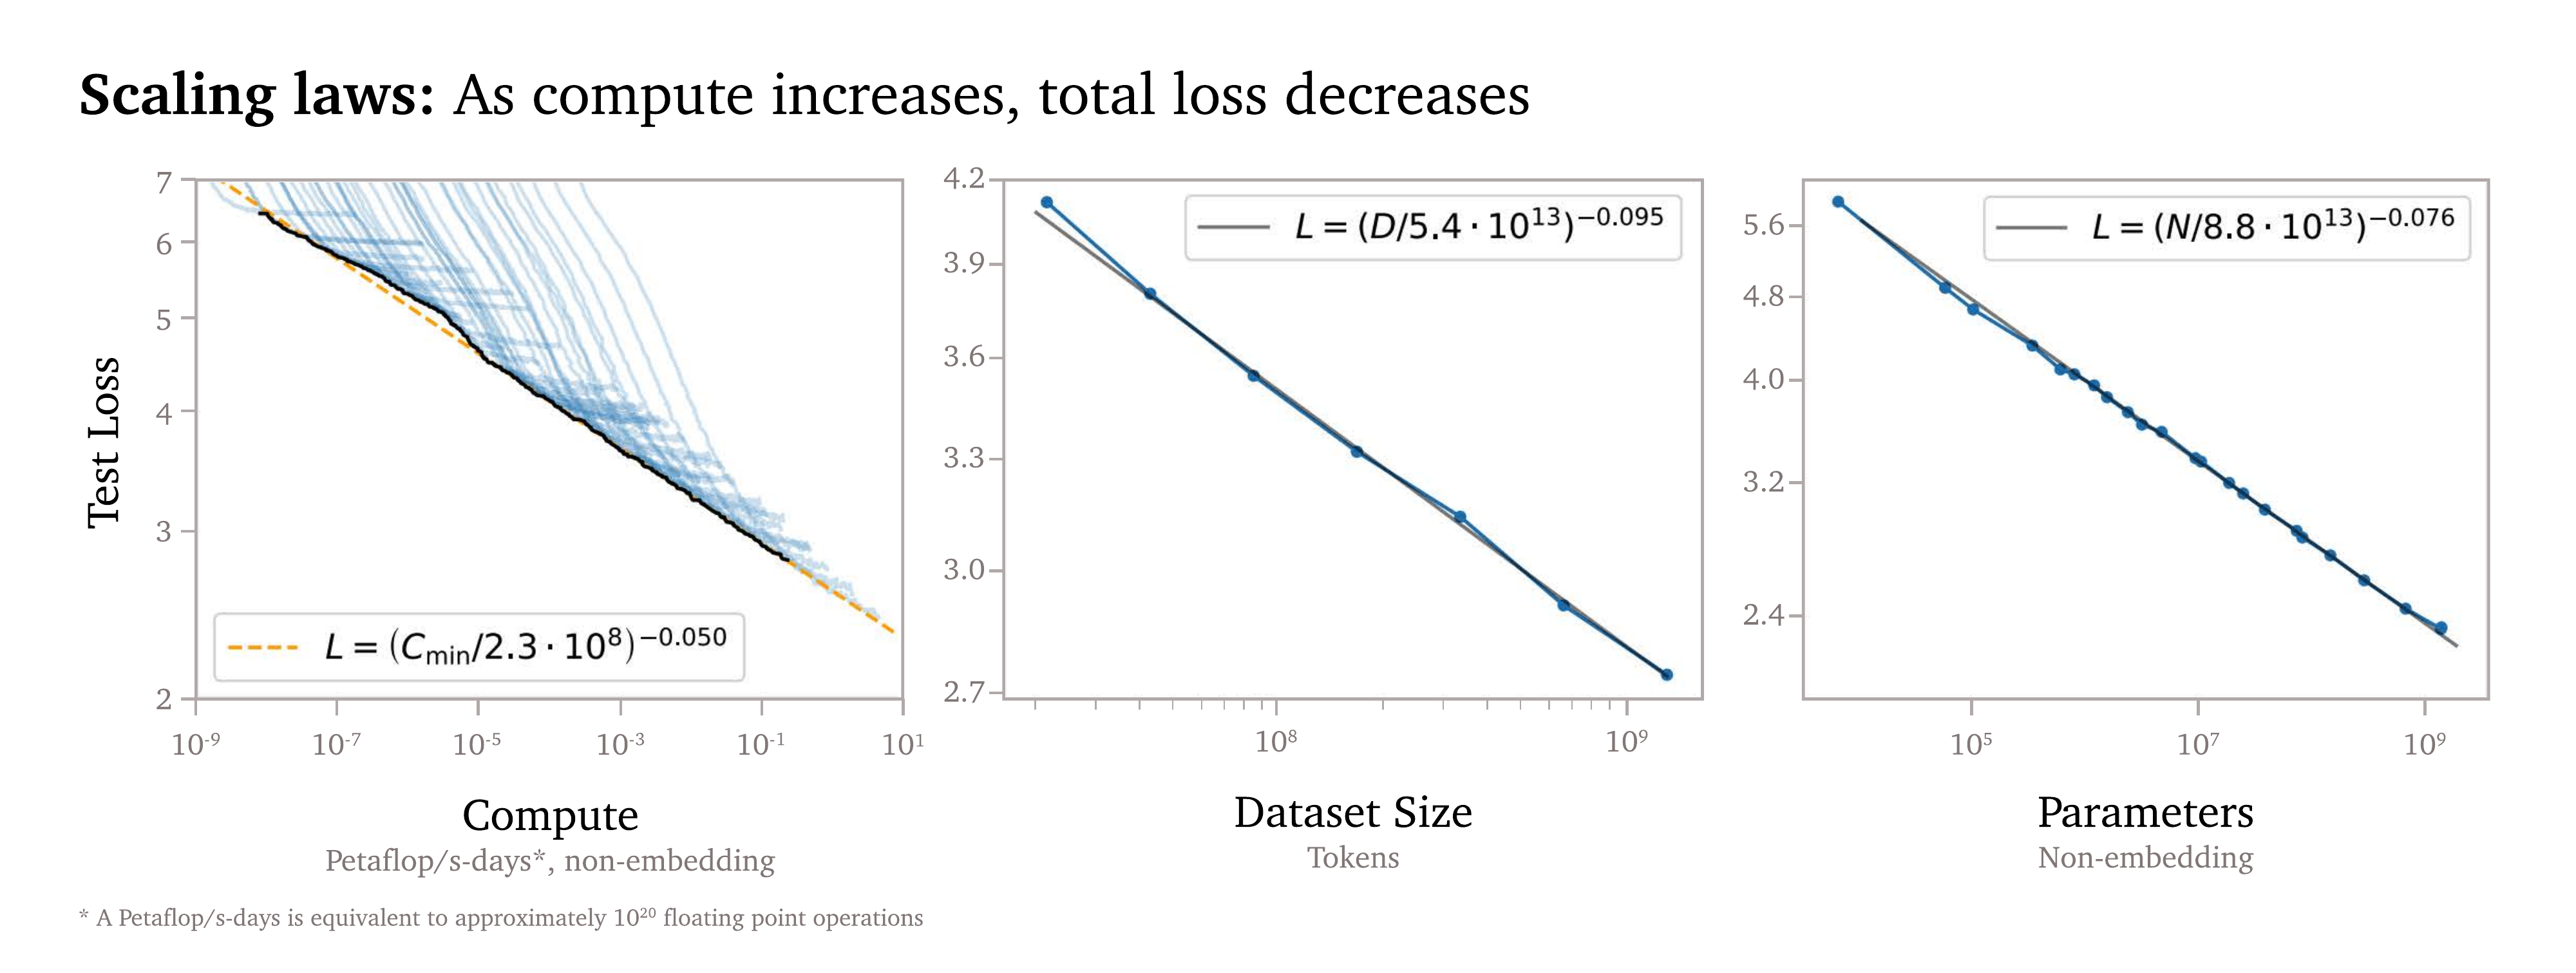 Scaling laws: As compute increases, total loss decreases
Test Loss
7
6
5
4
3
2
L = (C_min/2.3 · 10⁸)^−0.050
10⁻⁹ 10⁻⁷ 10⁻⁵ 10⁻³ 10⁻¹ 10¹
Compute
Petaflop/s-days*, non-embedding
4.2
3.9
3.6
3.3
3.0
2.7
L = (D/5.4 · 10¹³)^−0.095
10⁸ 10⁹
Dataset Size
Tokens
5.6
4.8
4.0
3.2
2.4
L = (N/8.8 · 10¹³)^−0.076
10⁵ 10⁷ 10⁹
Parameters
Non-embedding
* A Petaflop/s-days is equivalent to approximately 10²⁰ floating point operations